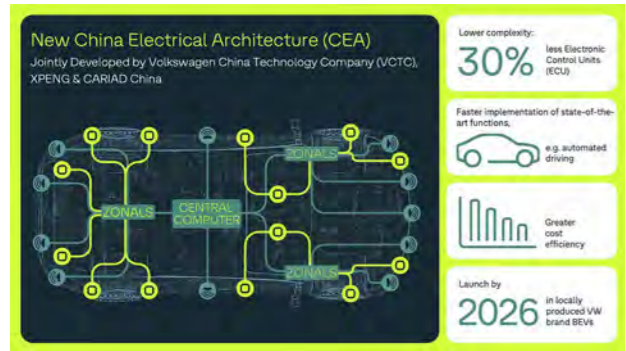 New China Electrical Architecture (CEA)
Jointly Developed by Volkswagen China Technology Company (VCTC),
XPENG & CARIAD China
ZONALS
ZONALS
CENTRAL
COMPUTER
ZONALS
Lower complexity:
30%
less Electronic
Control Units
(ECU)
Faster implementation of state-of-the-
art functions,
e.g. automated
driving
Greater
cost
efficiency
Launch by
2026
in locally
produced VW
brand BEVs